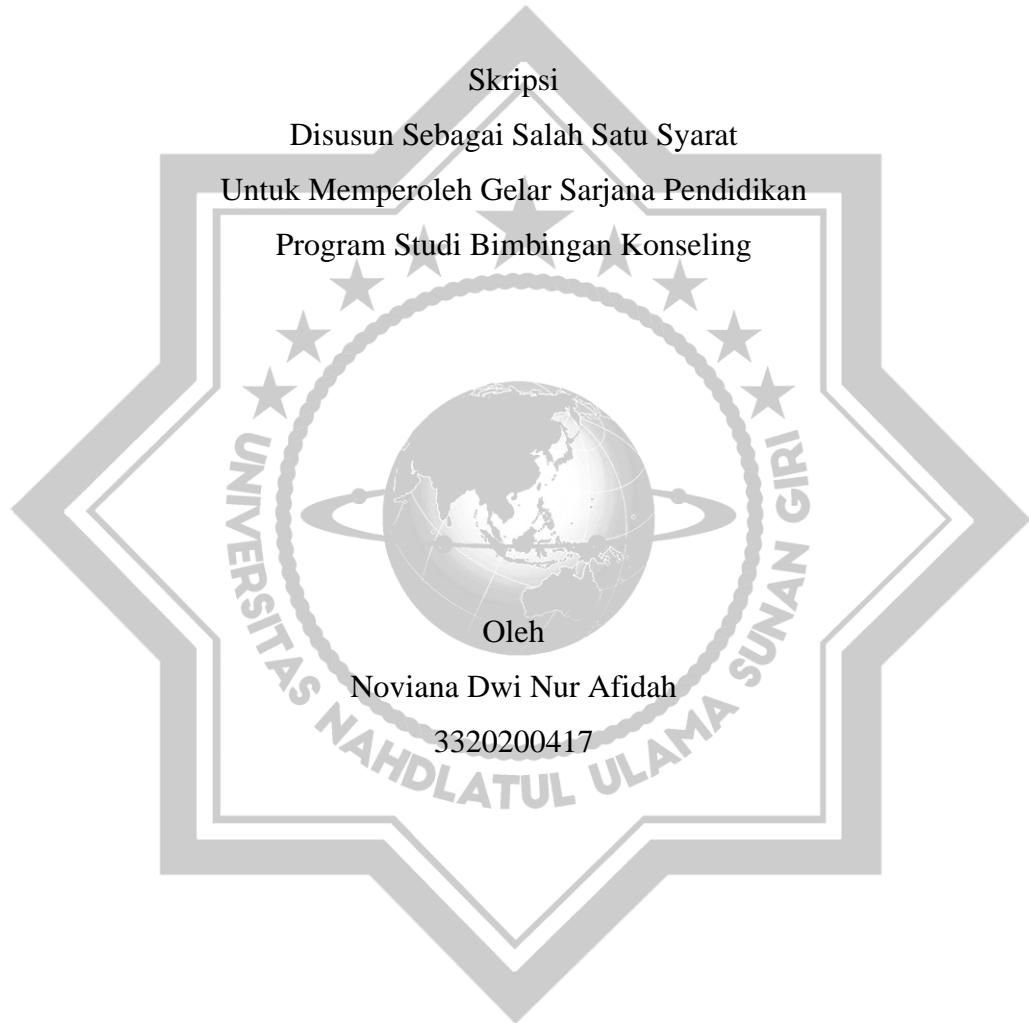 Skripsi
Disusun Sebagai Salah Satu Syarat
Untuk Memperoleh Gelar Sarjana Pendidikan
Program Studi Bimbingan Konseling
UNIVERSITAS NAHDLATUL ULAMA SUNAN GIRI
Oleh
Noviana Dwi Nur Afidah
3320200417